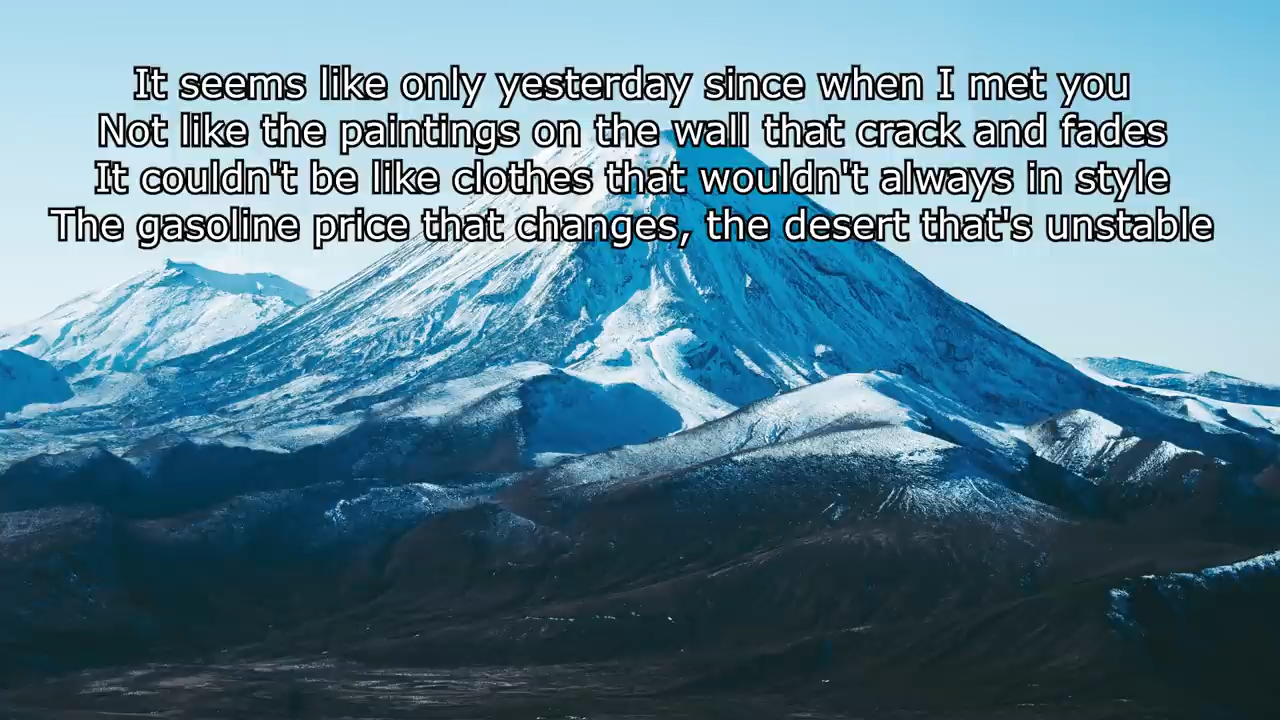 It seems like only yesterday since when I met you
Not like the paintings on the wall that crack and fades
It couldn't be like clothes that wouldn't always in style
The gasoline price that changes, the desert that's unstable